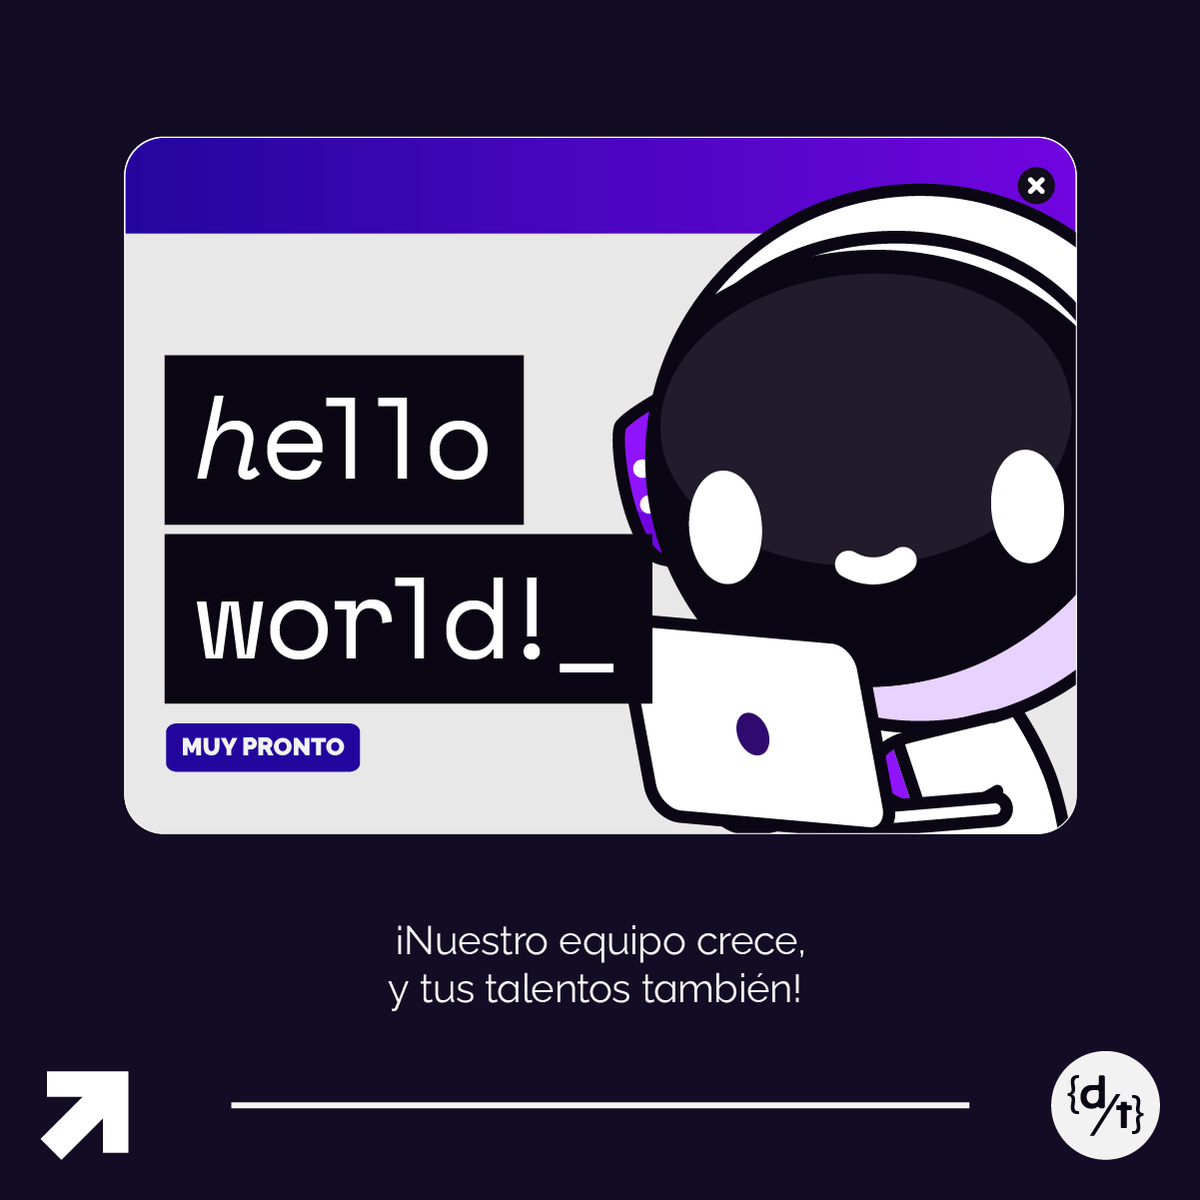 hello
world!_
MUY PRONTO
¡Nuestro equipo crece,
y tus talentos también!
{d/t}